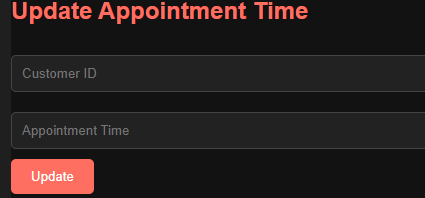 Update Appointment Time
Customer ID
Appointment Time
Update